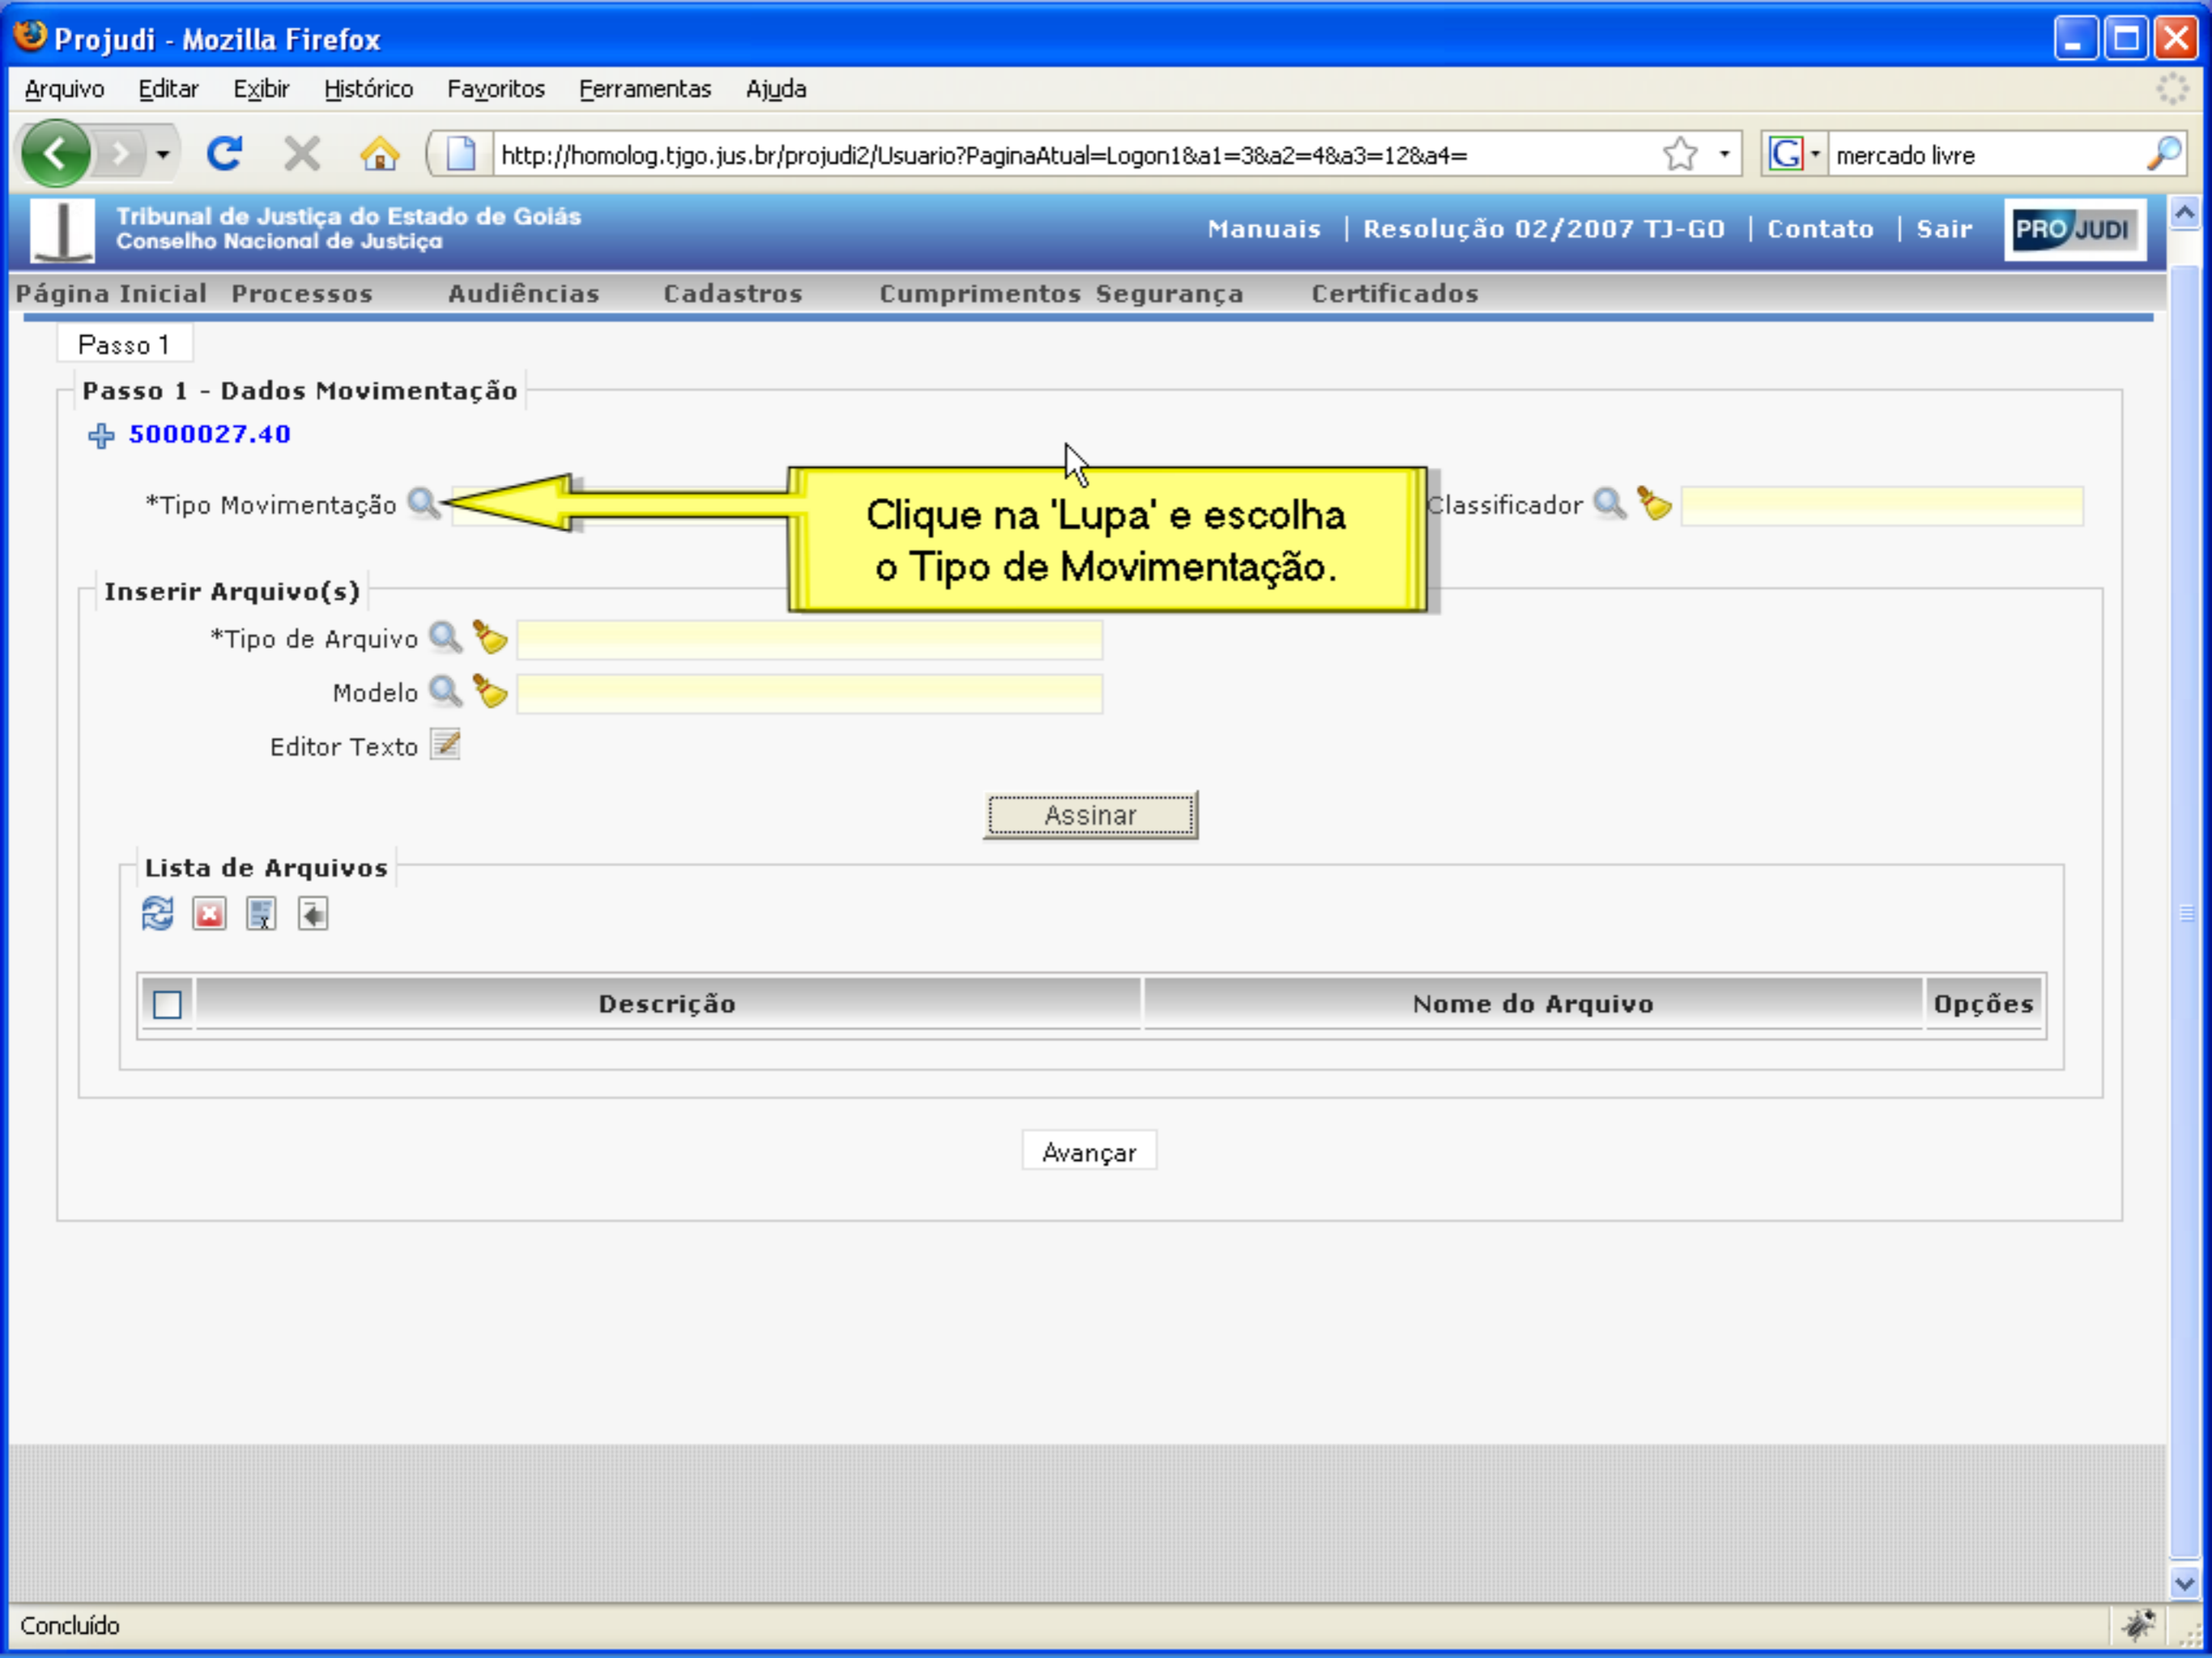 Projudi - Mozilla Firefox
Arquivo Editar Exibir Histórico Favoritos Ferramentas Ajuda
http://homolog.tjgo.jus.br/projudi2/Usuario?PaginaAtual=Logon1&a1=3&a2=4&a3=12&a4=
G mercado livre
Tribunal de Justiça do Estado de Goiás
Conselho Nacional de Justiça
Manuais | Resolução 02/2007 TJ-GO | Contato | Sair
PROJUDI
Página Inicial Processos Audiências Cadastros Cumprimentos Segurança Certificados
Passo 1
Passo 1 - Dados Movimentação
5000027.40
*Tipo Movimentação
Clique na 'Lupa' e escolha
o Tipo de Movimentação.
Classificador
Inserir Arquivo(s)
*Tipo de Arquivo
Modelo
Editor Texto
Assinar
Lista de Arquivos
Descrição Nome do Arquivo Opções
Avançar
Concluído